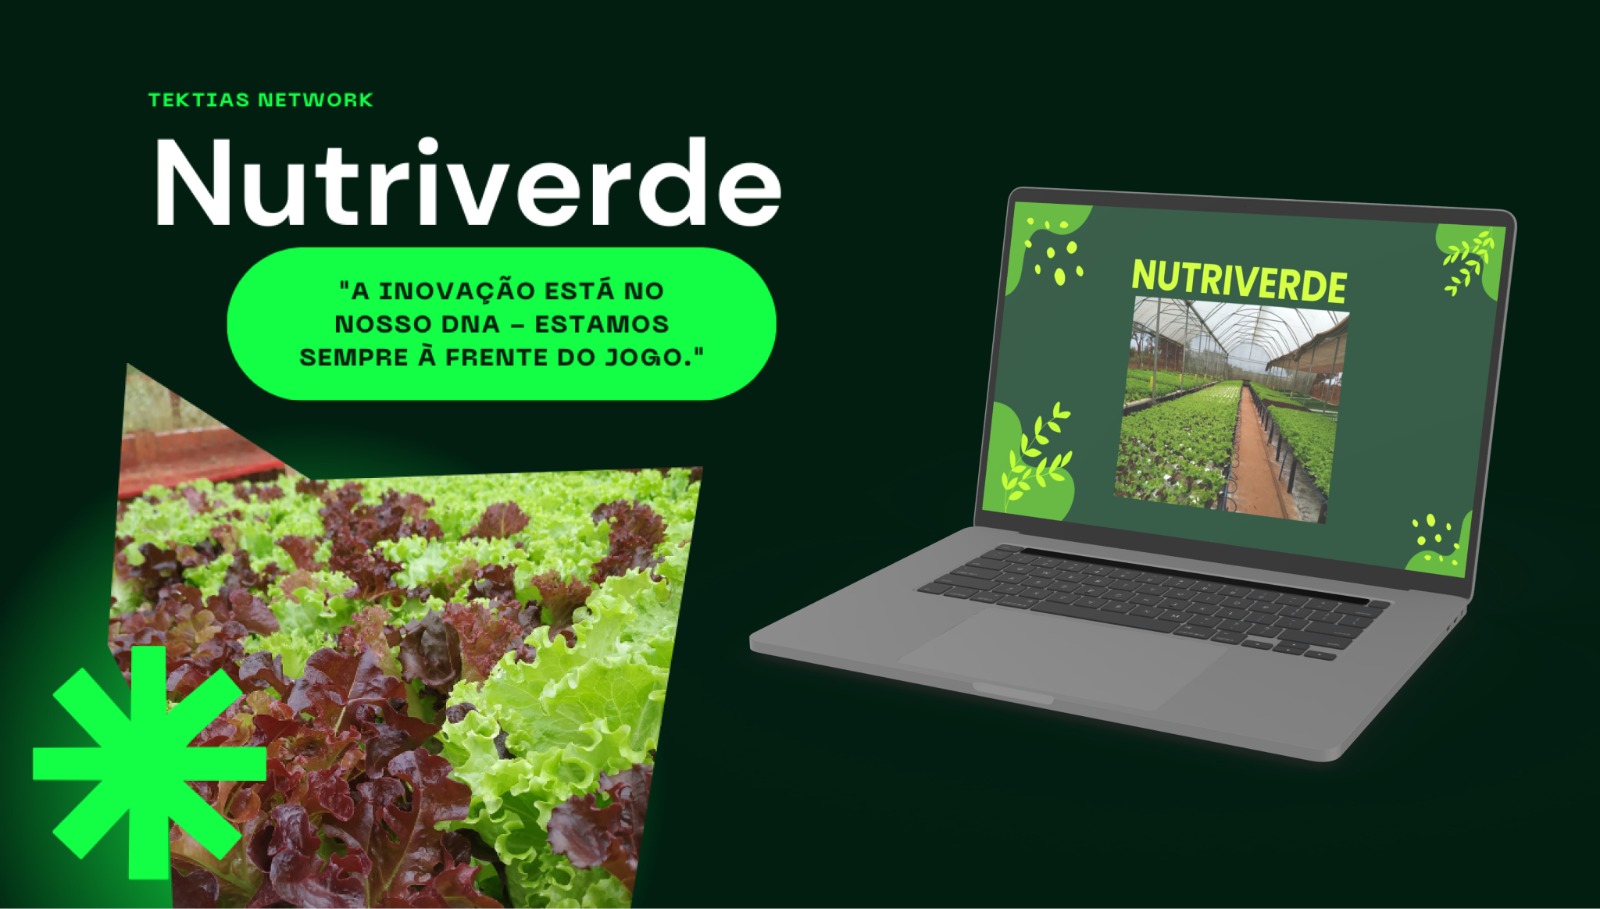 TEKTIAS NETWORK
Nutriverde
"A INOVAÇÃO ESTÁ NO
NOSSO DNA – ESTAMOS
SEMPRE À FRENTE DO JOGO."
NUTRIVERDE